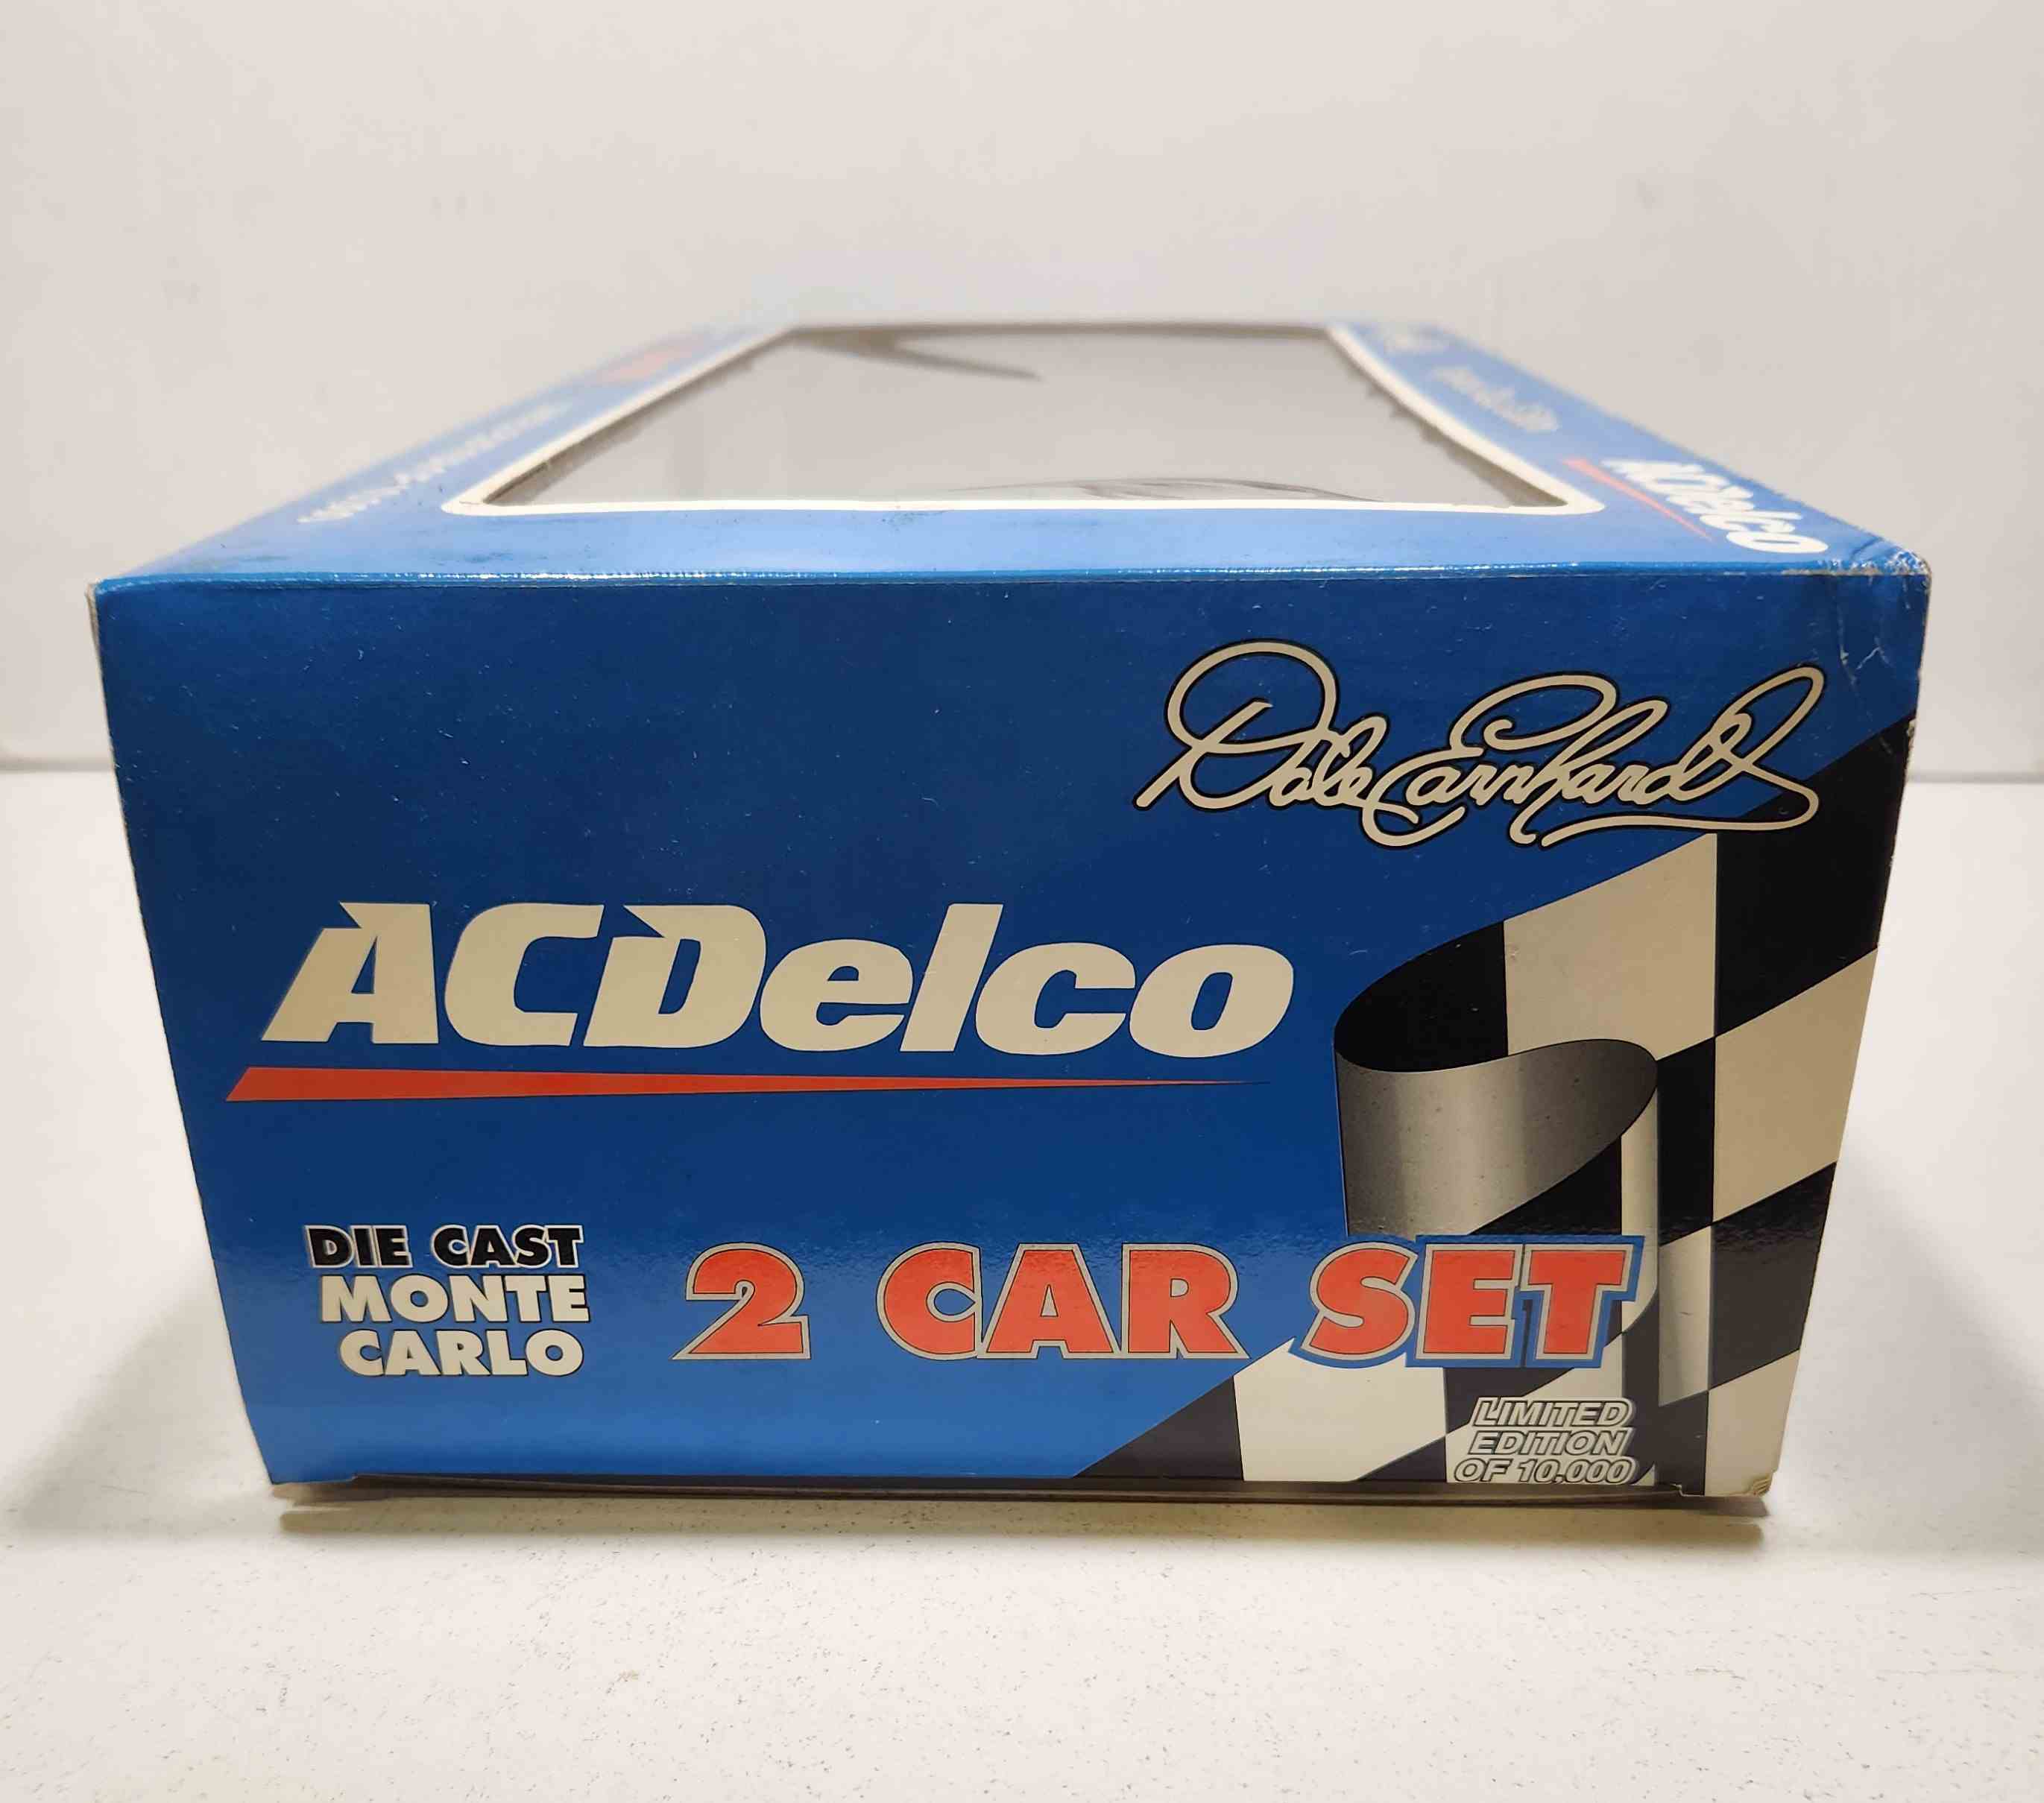 ACDelco
Dale Earnhardt
ACDelco
DIE CAST
MONTE
CARLO
2 CAR SET
LIMITED
EDITION
OF 10,000